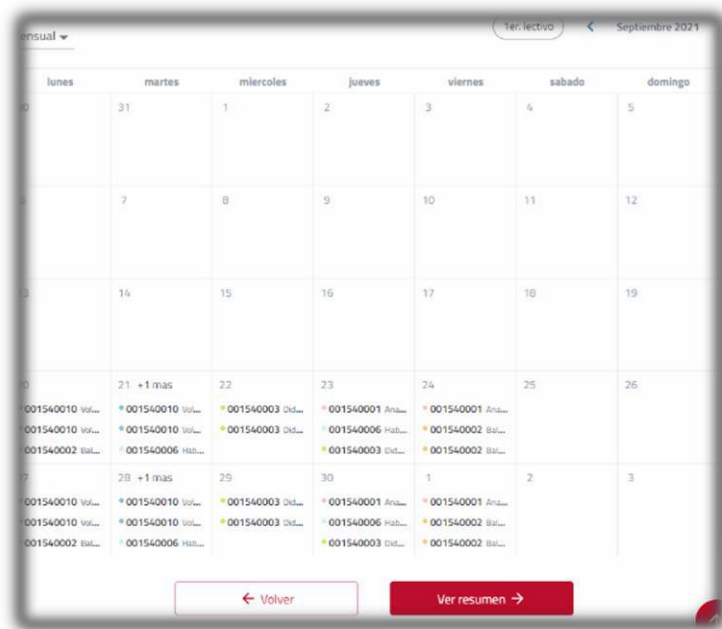 ensual
1er. lectivo
Septiembre 2021
lunes martes miercoles jueves viernes sabado domingo
31 1 2 3 4 5
7 8 9 10 11 12
14 15 16 17 18 19
21 +1 mas 22 23 24 25 26
001540010 Vol... 001540010 Vol... 001540003 Did... 001540001 Ana... 001540001 Ana...
001540010 Vol... 001540010 Vol... 001540003 Did... 001540006 Hab... 001540002 Bal...
001540002 Bal... 001540006 Hab... 001540003 Did... 001540002 Bal...
28 +1 mas 29 30 1 2 3
001540010 Vol... 001540010 Vol... 001540003 Did... 001540001 Ana... 001540001 Ana...
001540010 Vol... 001540010 Vol... 001540003 Did... 001540006 Hab... 001540002 Bal...
001540002 Bal... 001540006 Hab... 001540003 Did... 001540002 Bal...
← Volver
Ver resumen →